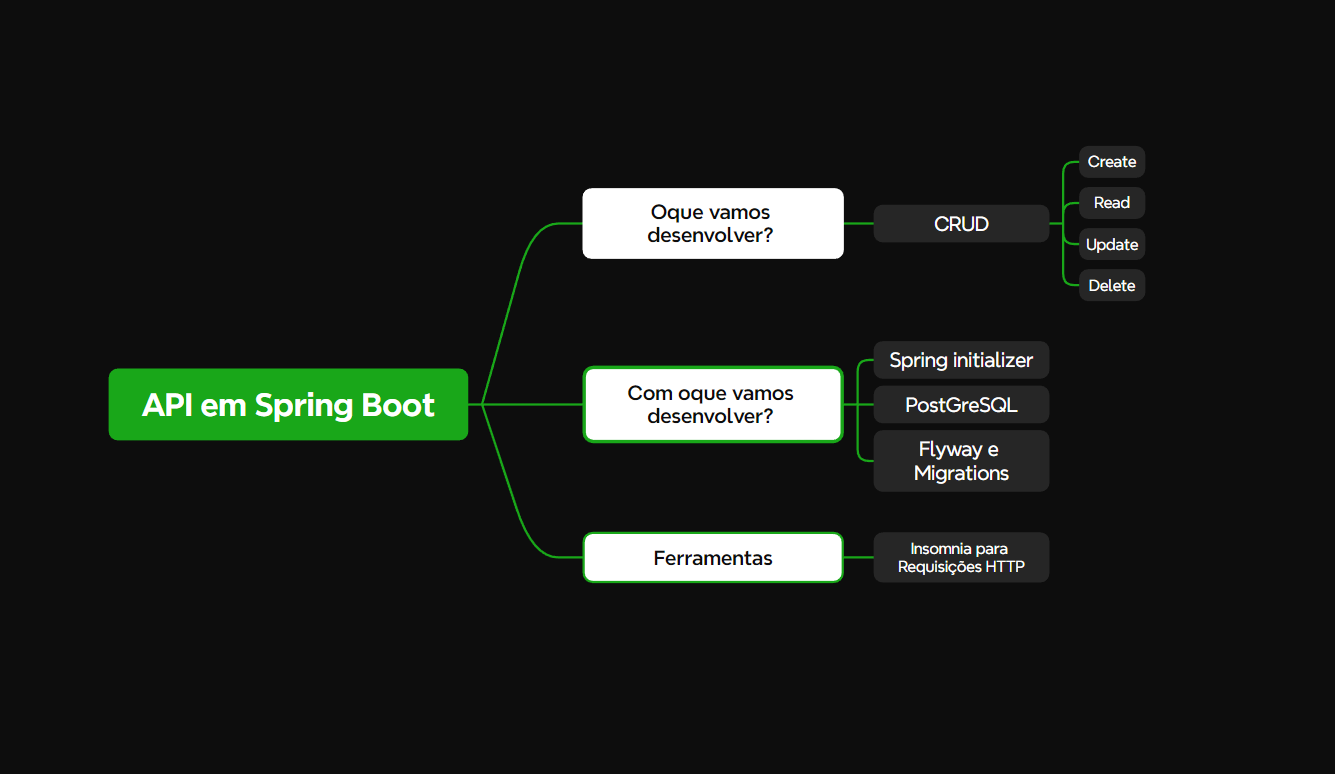 API em Spring Boot
Oque vamos
desenvolver?
CRUD
Create
Read
Update
Delete
Com oque vamos
desenvolver?
Spring initializer
PostGreSQL
Flyway e
Migrations
Ferramentas
Insomnia para
Requisições HTTP